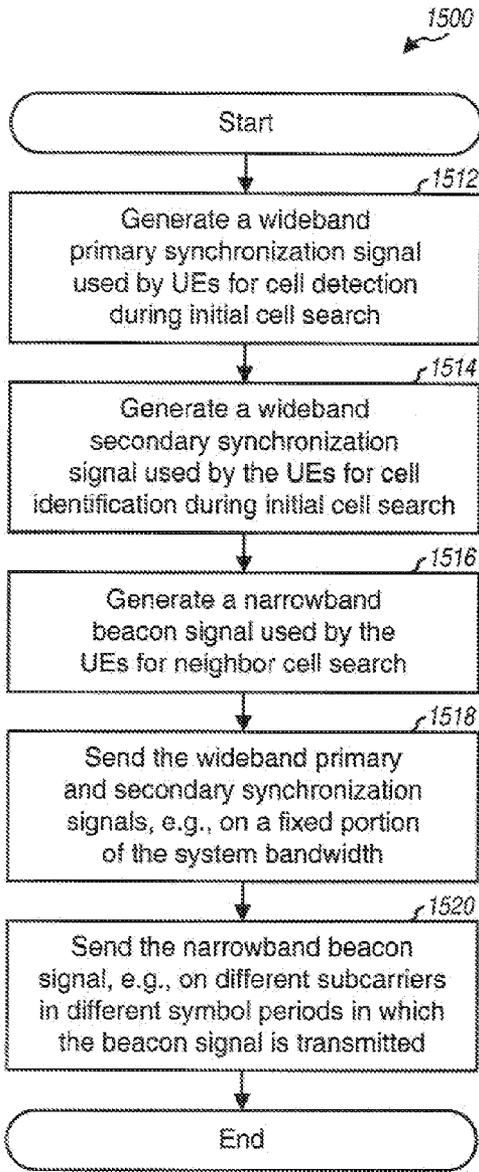 1500
Start
1512
Generate a wideband
primary synchronization signal
used by UEs for cell detection
during initial cell search
1514
Generate a wideband
secondary synchronization
signal used by the UEs for cell
identification during initial cell search
1516
Generate a narrowband
beacon signal used by the
UEs for neighbor cell search
1518
Send the wideband primary
and secondary synchronization
signals, e.g., on a fixed portion
of the system bandwidth
1520
Send the narrowband beacon
signal, e.g., on different subcarriers
in different symbol periods in which
the beacon signal is transmitted
End